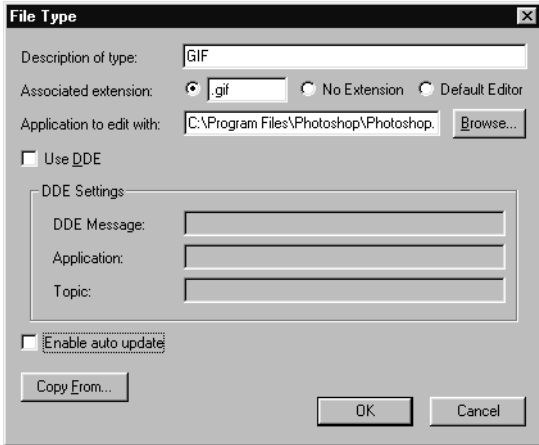 File Type
Description of type: GIF
Associated extension: .gif No Extension Default Editor
Application to edit with: C:\Program Files\Photoshop\Photoshop. Browse...
Use DDE
DDE Settings
DDE Message:
Application:
Topic:
Enable auto update
Copy From...
OK Cancel